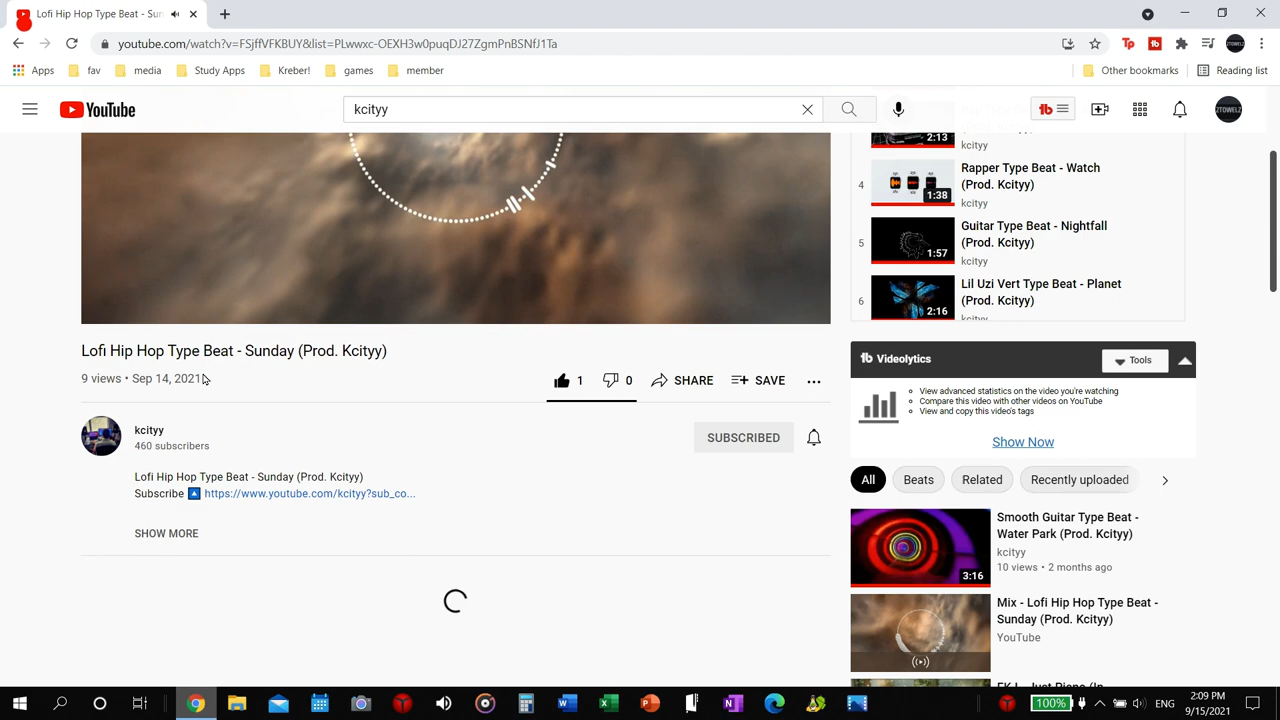 Lofi Hip Hop Type Beat - Sun
youtube.com/watch?v=FSjffVFKBUY&list=PLwwxc-OEXH3w0puqDJ27ZgmPnRSNfJ1Ta
Apps
fav
media
Study Apps
Kreber!
games
member
Other bookmarks
Reading list
YouTube
kcityy
2TOWELZ
2:13
kcityy
4
1:38
Rapper Type Beat - Watch
(Prod. Kcityy)
kcityy
5
1:57
Guitar Type Beat - Nightfall
(Prod. Kcityy)
kcityy
6
2:16
Lil Uzi Vert Type Beat - Planet
(Prod. Kcityy)
Lofi Hip Hop Type Beat - Sunday (Prod. Kcityy)
9 views • Sep 14, 2021
1
0
SHARE
SAVE
kcityy
460 subscribers
SUBSCRIBED
Lofi Hip Hop Type Beat - Sunday (Prod. Kcityy)
Subscribe https://www.youtube.com/kcityy?sub_co...
SHOW MORE
tb Videolytics
Tools
View advanced statistics on the video you're watching
Compare this video with other videos on YouTube
View and copy this video's tags
Show Now
All
Beats
Related
Recently uploaded
3:16
Smooth Guitar Type Beat -
Water Park (Prod. Kcityy)
kcityy
10 views • 2 months ago
Mix - Lofi Hip Hop Type Beat -
Sunday (Prod. Kcityy)
YouTube
100%
ENG
2:09 PM
9/15/2021